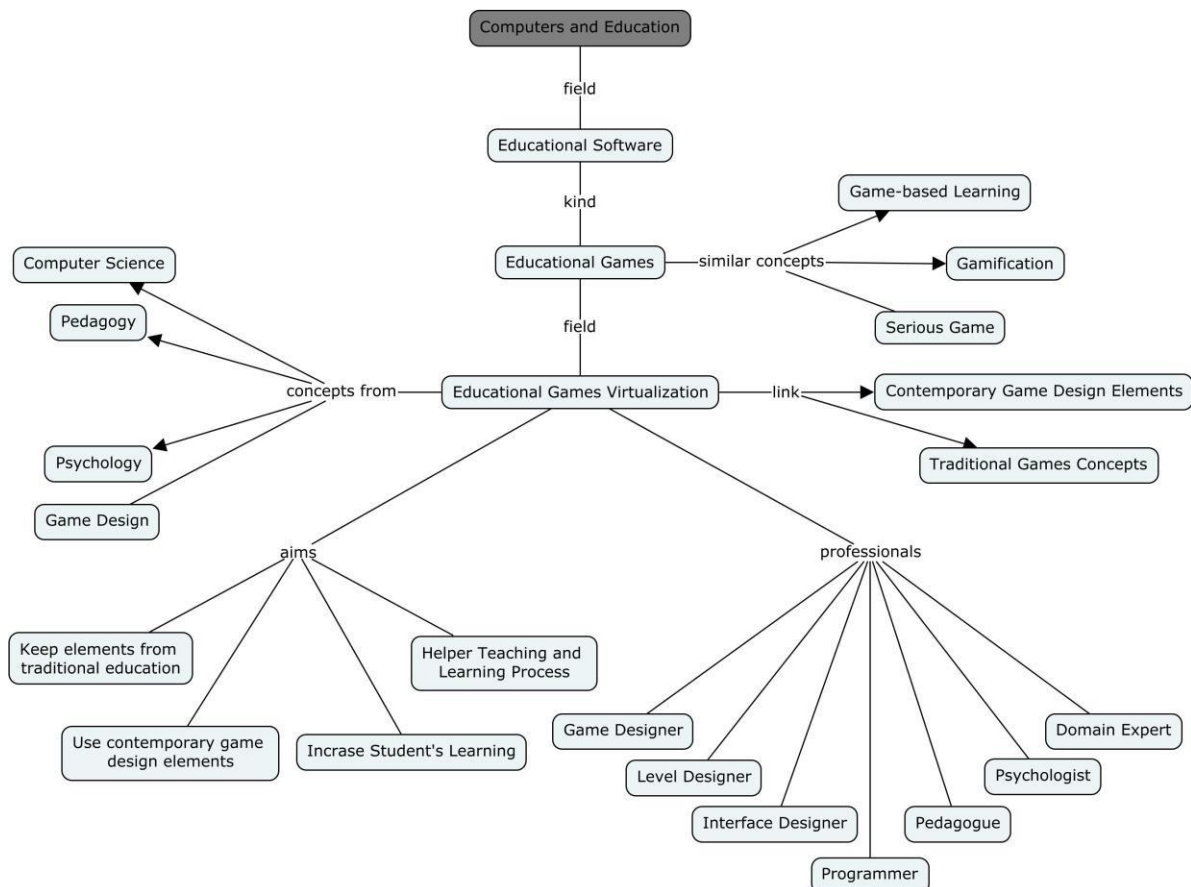 Computers and Education
field
Educational Software
kind
Game-based Learning
Educational Games
similar concepts
Gamification
Serious Game
Computer Science
Pedagogy
field
concepts from
Educational Games Virtualization
link
Contemporary Game Design Elements
Traditional Games Concepts
Psychology
Game Design
aims
professionals
Keep elements from
traditional education
Helper Teaching and
Learning Process
Use contemporary game
design elements
Incrase Student's Learning
Game Designer
Domain Expert
Level Designer
Psychologist
Interface Designer
Pedagogue
Programmer